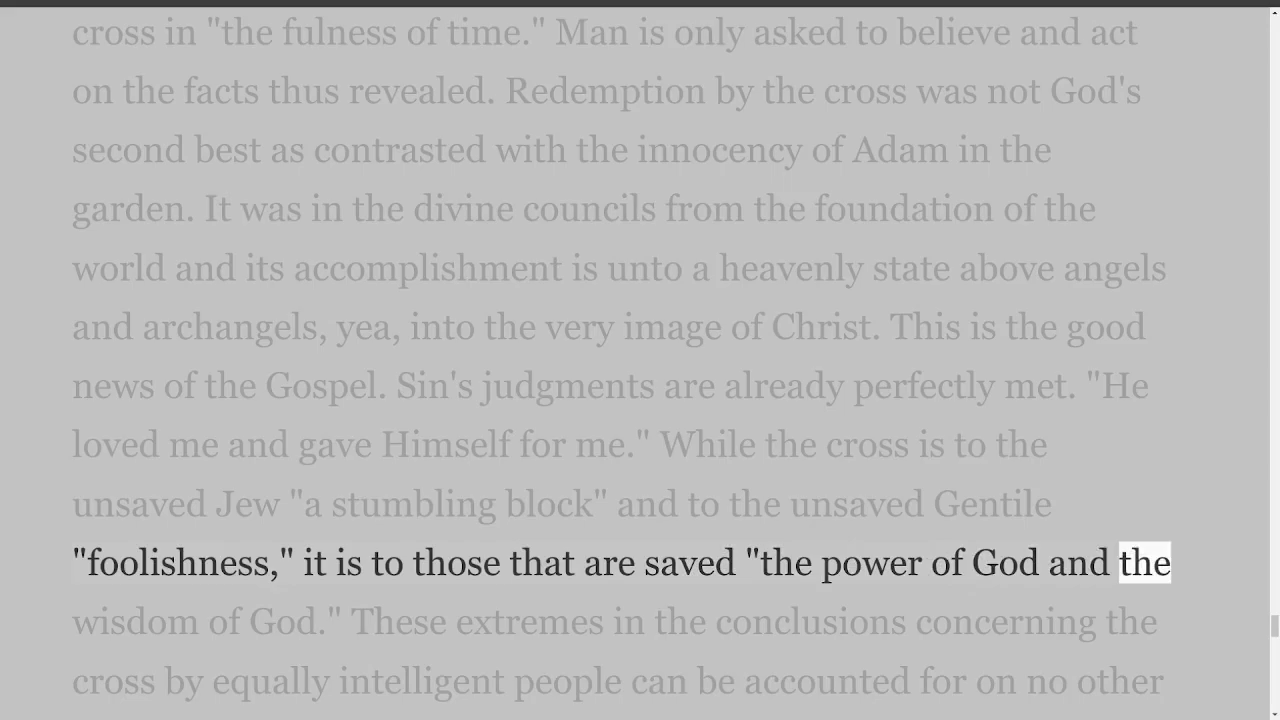 cross in "the fulness of time." Man is only asked to believe and act
on the facts thus revealed. Redemption by the cross was not God's
second best as contrasted with the innocency of Adam in the
garden. It was in the divine councils from the foundation of the
world and its accomplishment is unto a heavenly state above angels
and archangels, yea, into the very image of Christ. This is the good
news of the Gospel. Sin's judgments are already perfectly met. "He
loved me and gave Himself for me." While the cross is to the
unsaved Jew "a stumbling block" and to the unsaved Gentile
"foolishness," it is to those that are saved "the power of God and the
wisdom of God." These extremes in the conclusions concerning the
cross by equally intelligent people can be accounted for on no other